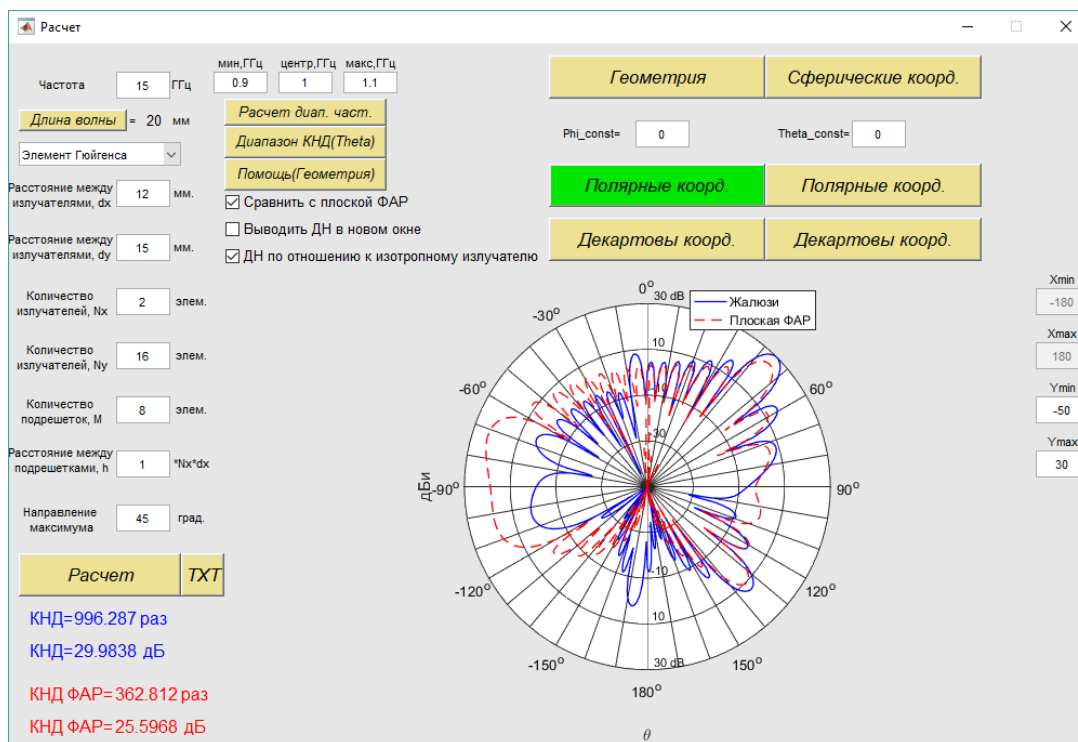 Расчет
Частота 15 ГГц
мин,ГГц центр,ГГц макс,ГГц
0.9 1 1.1
Длина волны = 20 мм
Элемент Гюйгенса
Расстояние между излучателями, dx 12 мм.
Расстояние между излучателями, dy 15 мм.
Количество излучателей, Nx 2 элем.
Количество излучателей, Ny 16 элем.
Количество подрешеток, M 8 элем.
Расстояние между подрешетками, h 1 *Nx*dx
Направление максимума 45 град.
Расчет TXT
КНД=996.287 раз
КНД=29.9838 дБ
КНД ФАР=362.812 раз
КНД ФАР=25.5968 дБ
Расчет диап. част.
Диапазон КНД(Theta)
Помощь(Геометрия)
Сравнить с плоской ФАР
Выводить ДН в новом окне
ДН по отношению к изотропному излучателю
Геометрия Сферические коорд.
Phi_const= 0 Theta_const= 0
Полярные коорд. Полярные коорд.
Декартовы коорд. Декартовы коорд.
0°
30 dB
Жалюзи
Плоская ФАР
-30°
10
-60°
60°
-10
-30
дБи
-90°
90°
-10
-120°
120°
10
-150°
150°
30 dB
180°
θ
Xmin
-180
Xmax
180
Ymin
-50
Ymax
30